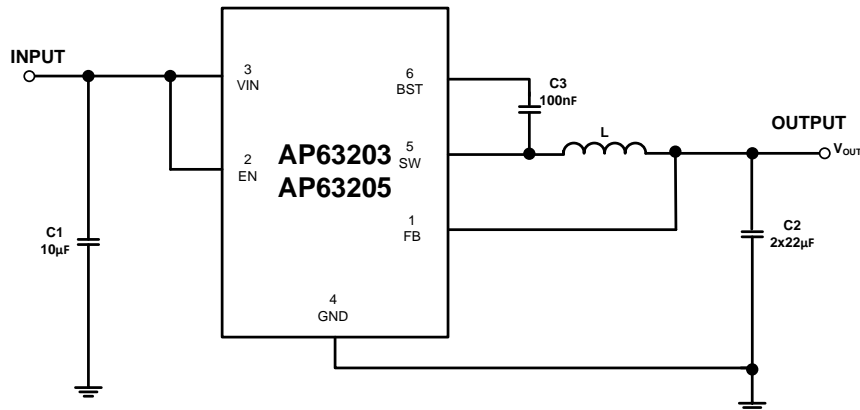 INPUT
3
VIN
2
EN
AP63203
AP63205
6
BST
5
SW
1
FB
4
GND
C1
10µF
C3
100nF
L
OUTPUT
VOUT
C2
2x22µF